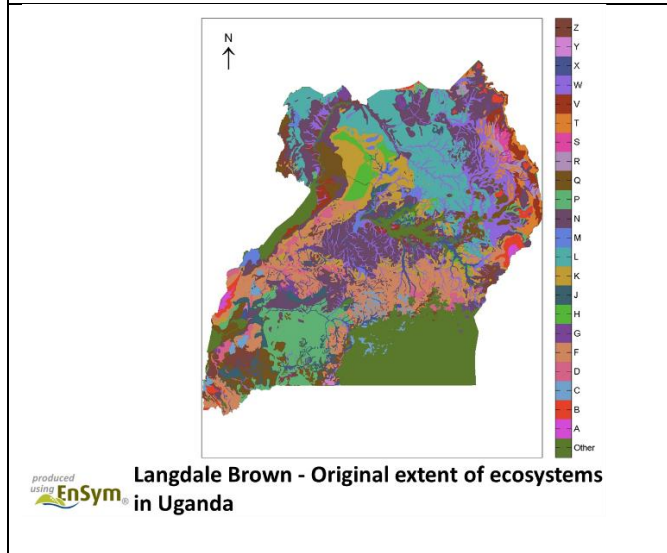 N
Z
Y
X
W
V
T
S
R
Q
P
N
M
L
K
J
H
G
F
D
C
B
A
Other
produced
using EnSym®
Langdale Brown - Original extent of ecosystems
in Uganda